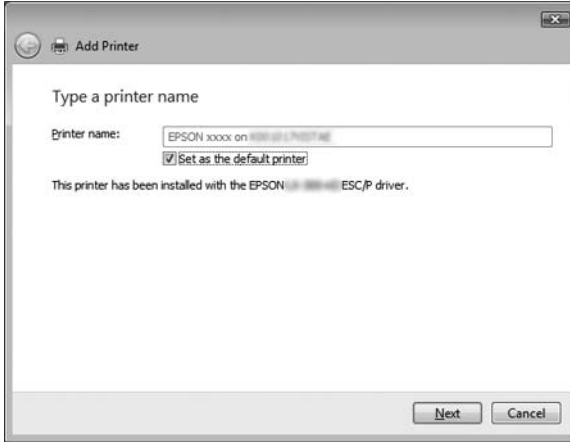 Add Printer
Type a printer name
Printer name:
EPSON xxxx on
Set as the default printer
This printer has been installed with the EPSON ESC/P driver.
Next
Cancel